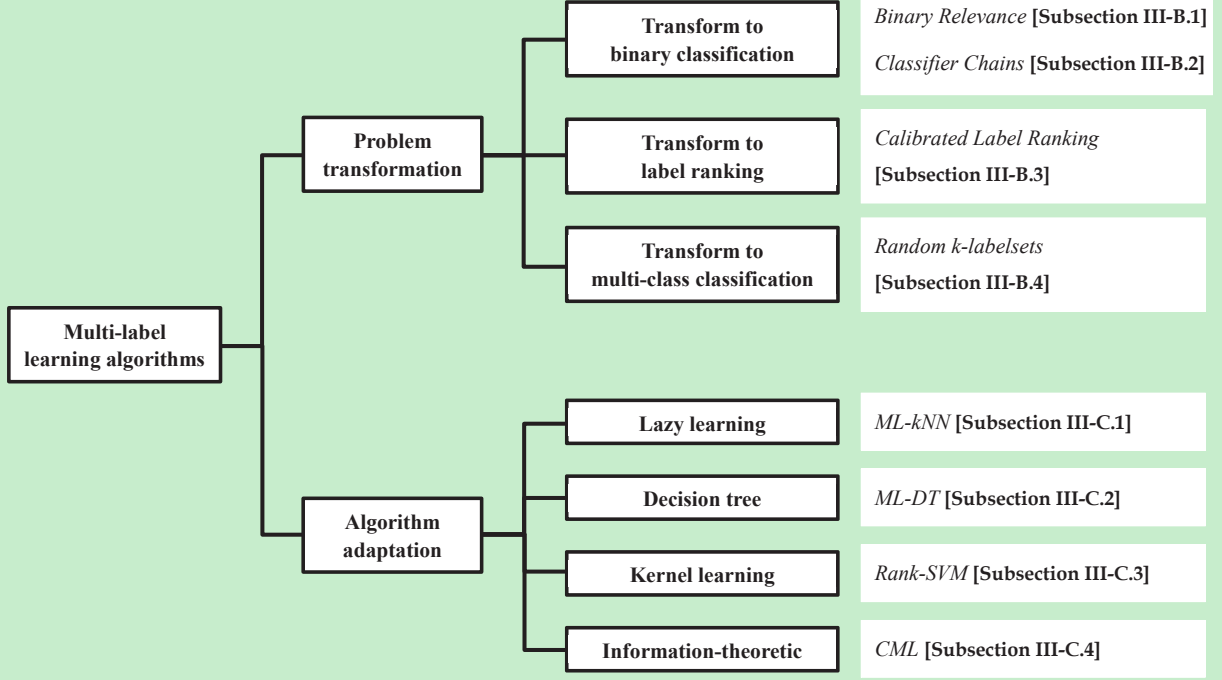 Transform to
binary classification
Binary Relevance [Subsection III-B.1]
Classifier Chains [Subsection III-B.2]
Problem
transformation
Transform to
label ranking
Calibrated Label Ranking
[Subsection III-B.3]
Transform to
multi-class classification
Random k-labelsets
[Subsection III-B.4]
Multi-label
learning algorithms
Lazy learning
ML-kNN [Subsection III-C.1]
Decision tree
ML-DT [Subsection III-C.2]
Algorithm
adaptation
Kernel learning
Rank-SVM [Subsection III-C.3]
Information-theoretic
CML [Subsection III-C.4]